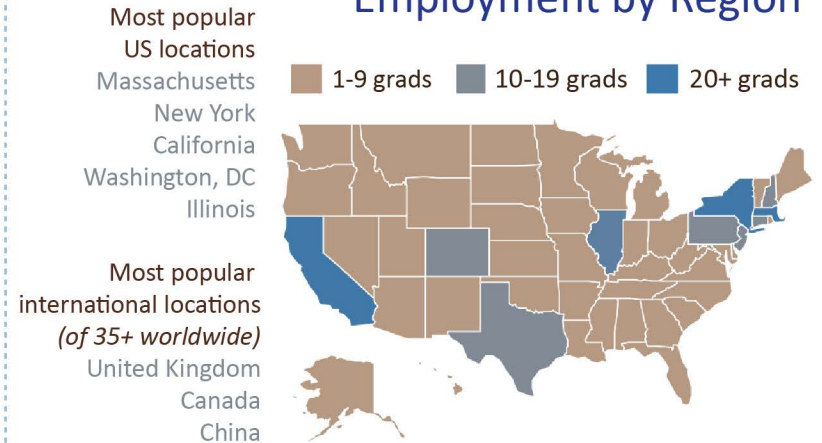 Employment by Region
Most popular
US locations
Massachusetts
New York
California
Washington, DC
Illinois
1-9 grads
10-19 grads
20+ grads
Most popular
international locations
(of 35+ worldwide)
United Kingdom
Canada
China